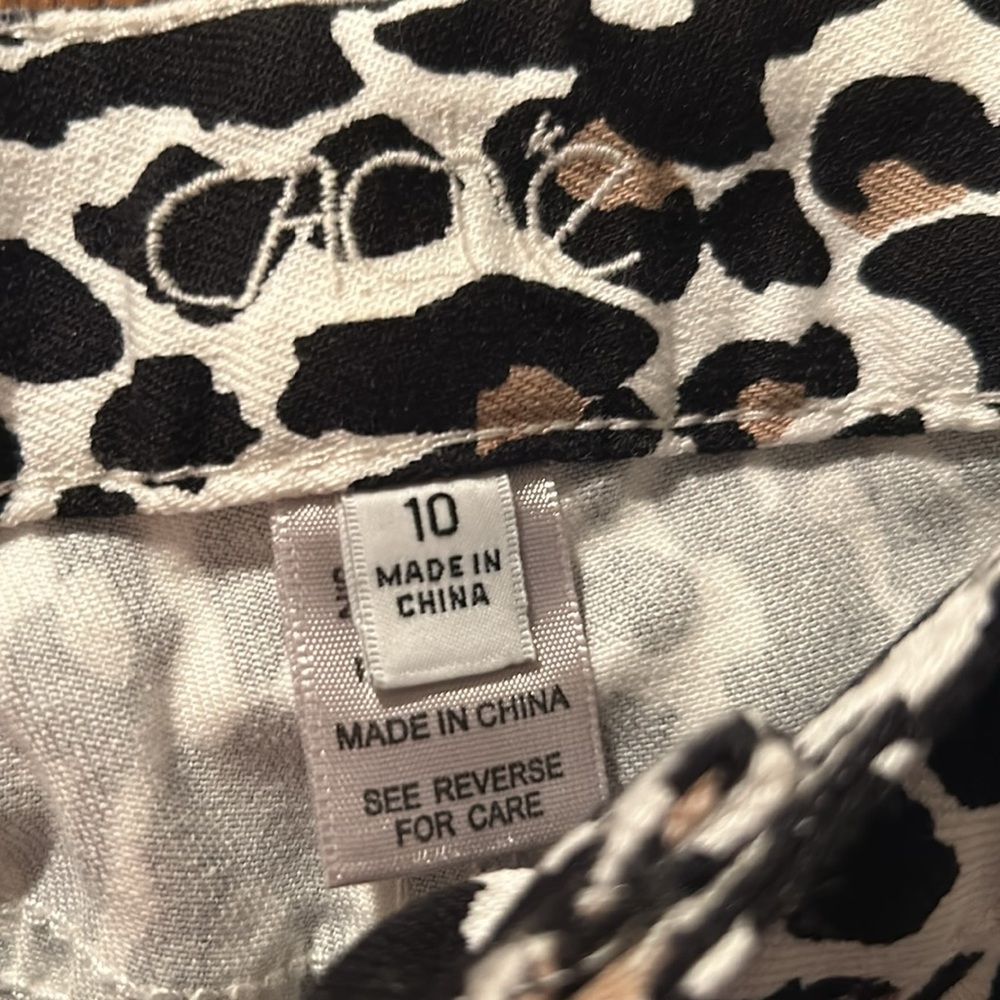 10
MADE IN
CHINA
MADE IN CHINA
SEE REVERSE
FOR CARE